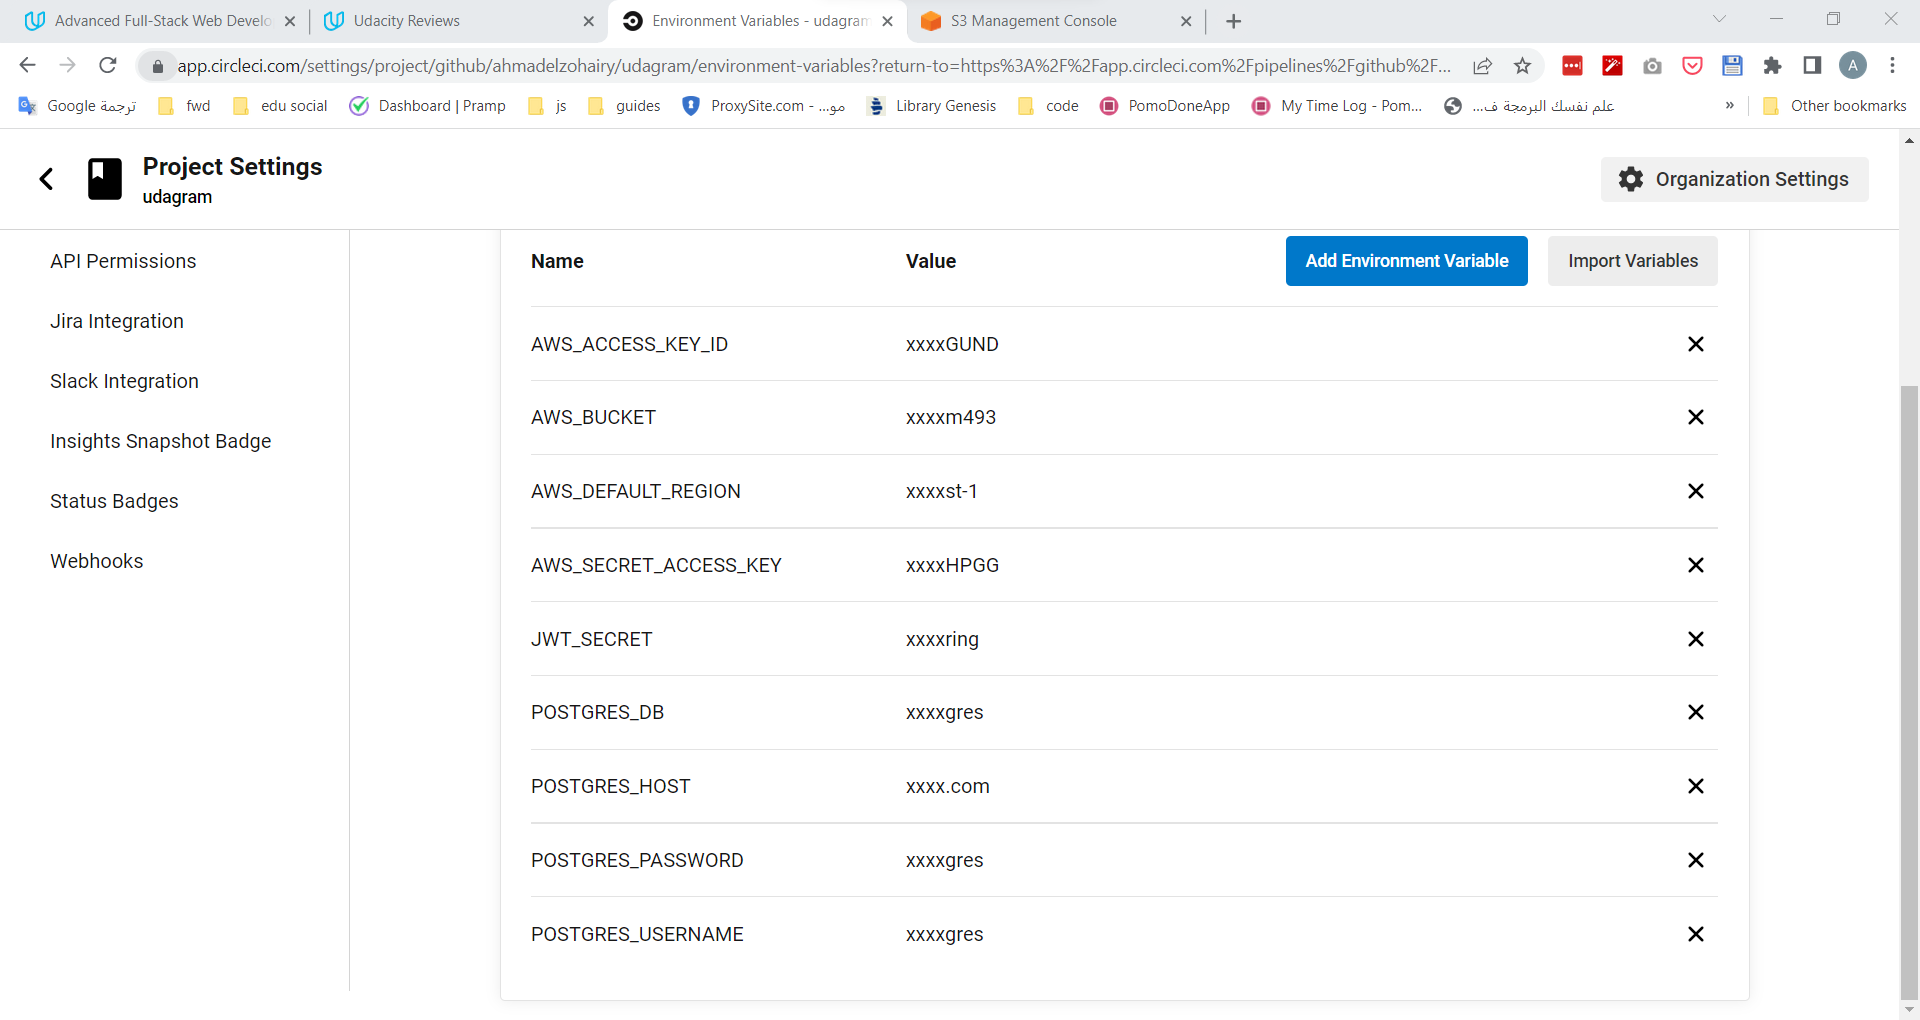 Advanced Full-Stack Web Develo
Udacity Reviews
Environment Variables - udagram
S3 Management Console
app.circleci.com/settings/project/github/ahmadelzohairy/udagram/environment-variables?return-to=https%3A%2F%2Fapp.circleci.com%2Fpipelines%2Fgithub%2F...
A
ترجمة Google
fwd
edu social
Dashboard | Pramp
js
guides
ProxySite.com - ...مو
Library Genesis
code
PomoDoneApp
My Time Log - Pom...
علم نفسك البرمجة ف...
»
Other bookmarks
Project Settings
udagram
Organization Settings
API Permissions
Jira Integration
Slack Integration
Insights Snapshot Badge
Status Badges
Webhooks
Name Value Add Environment Variable Import Variables
AWS_ACCESS_KEY_ID xxxxGUND
AWS_BUCKET xxxxm493
AWS_DEFAULT_REGION xxxxst-1
AWS_SECRET_ACCESS_KEY xxxxHPGG
JWT_SECRET xxxxring
POSTGRES_DB xxxxgres
POSTGRES_HOST xxxx.com
POSTGRES_PASSWORD xxxxgres
POSTGRES_USERNAME xxxxgres